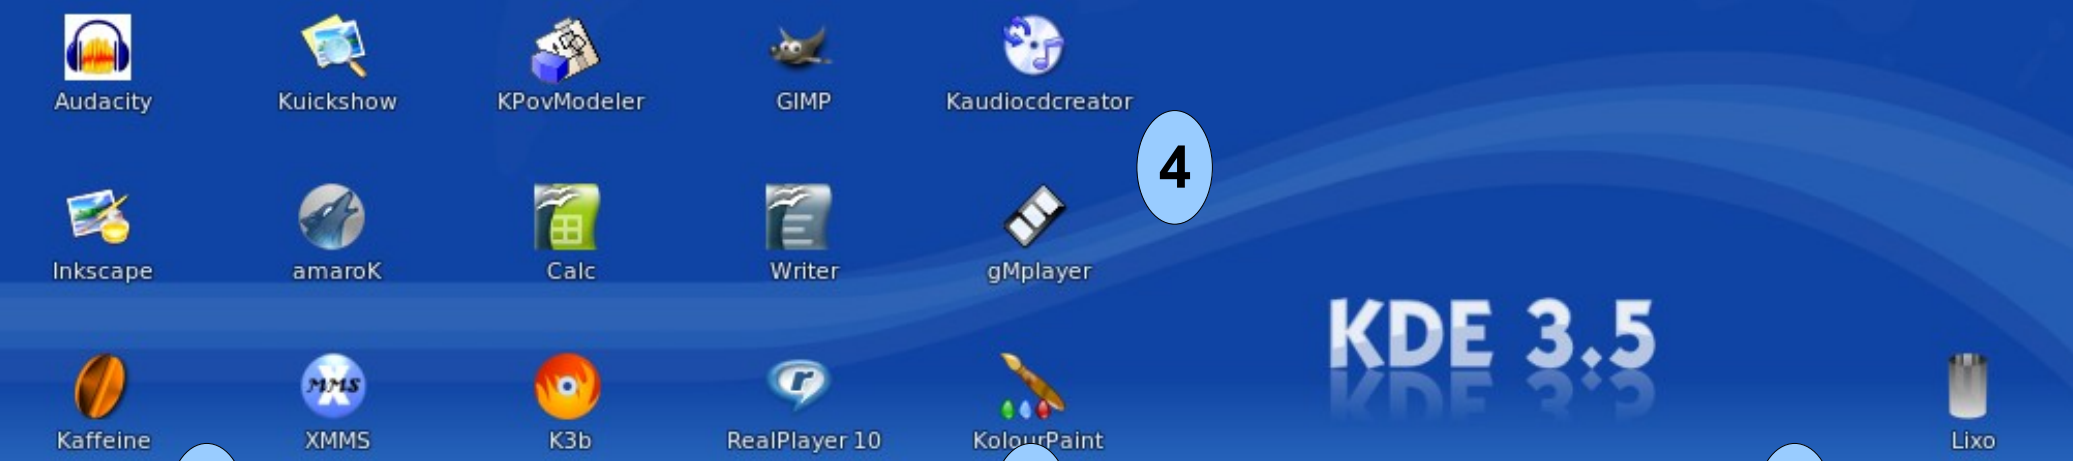 Audacity Kuickshow KPovModeler GIMP Kaudiocdcreator
4
Inkscape amaroK Calc Writer gMplayer
KDE 3.5
MMS
r
Kaffeine XMMS K3b RealPlayer 10 KolourPaint Lixo